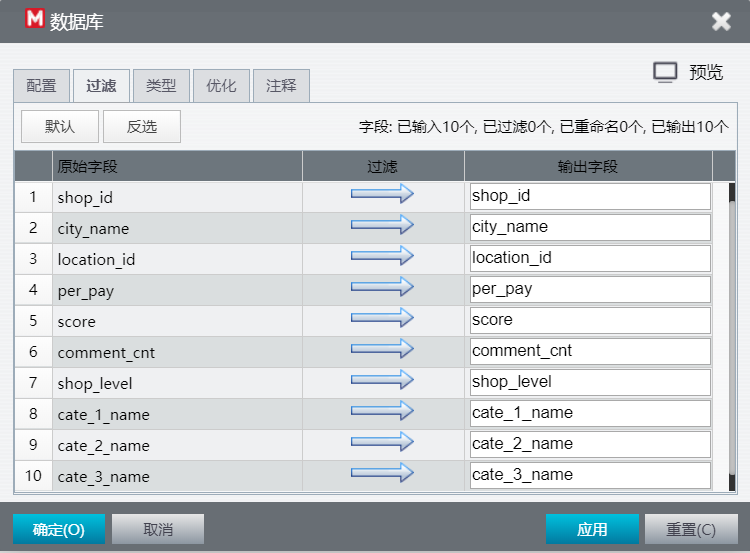 M 数据库
预览
配置 过滤 类型 优化 注释
默认 反选 字段: 已输入10个, 已过滤0个, 已重命名0个, 已输出10个
原始字段 过滤 输出字段
1 shop_id shop_id
2 city_name city_name
3 location_id location_id
4 per_pay per_pay
5 score score
6 comment_cnt comment_cnt
7 shop_level shop_level
8 cate_1_name cate_1_name
9 cate_2_name cate_2_name
10 cate_3_name cate_3_name
确定(O) 取消 应用 重置(C)